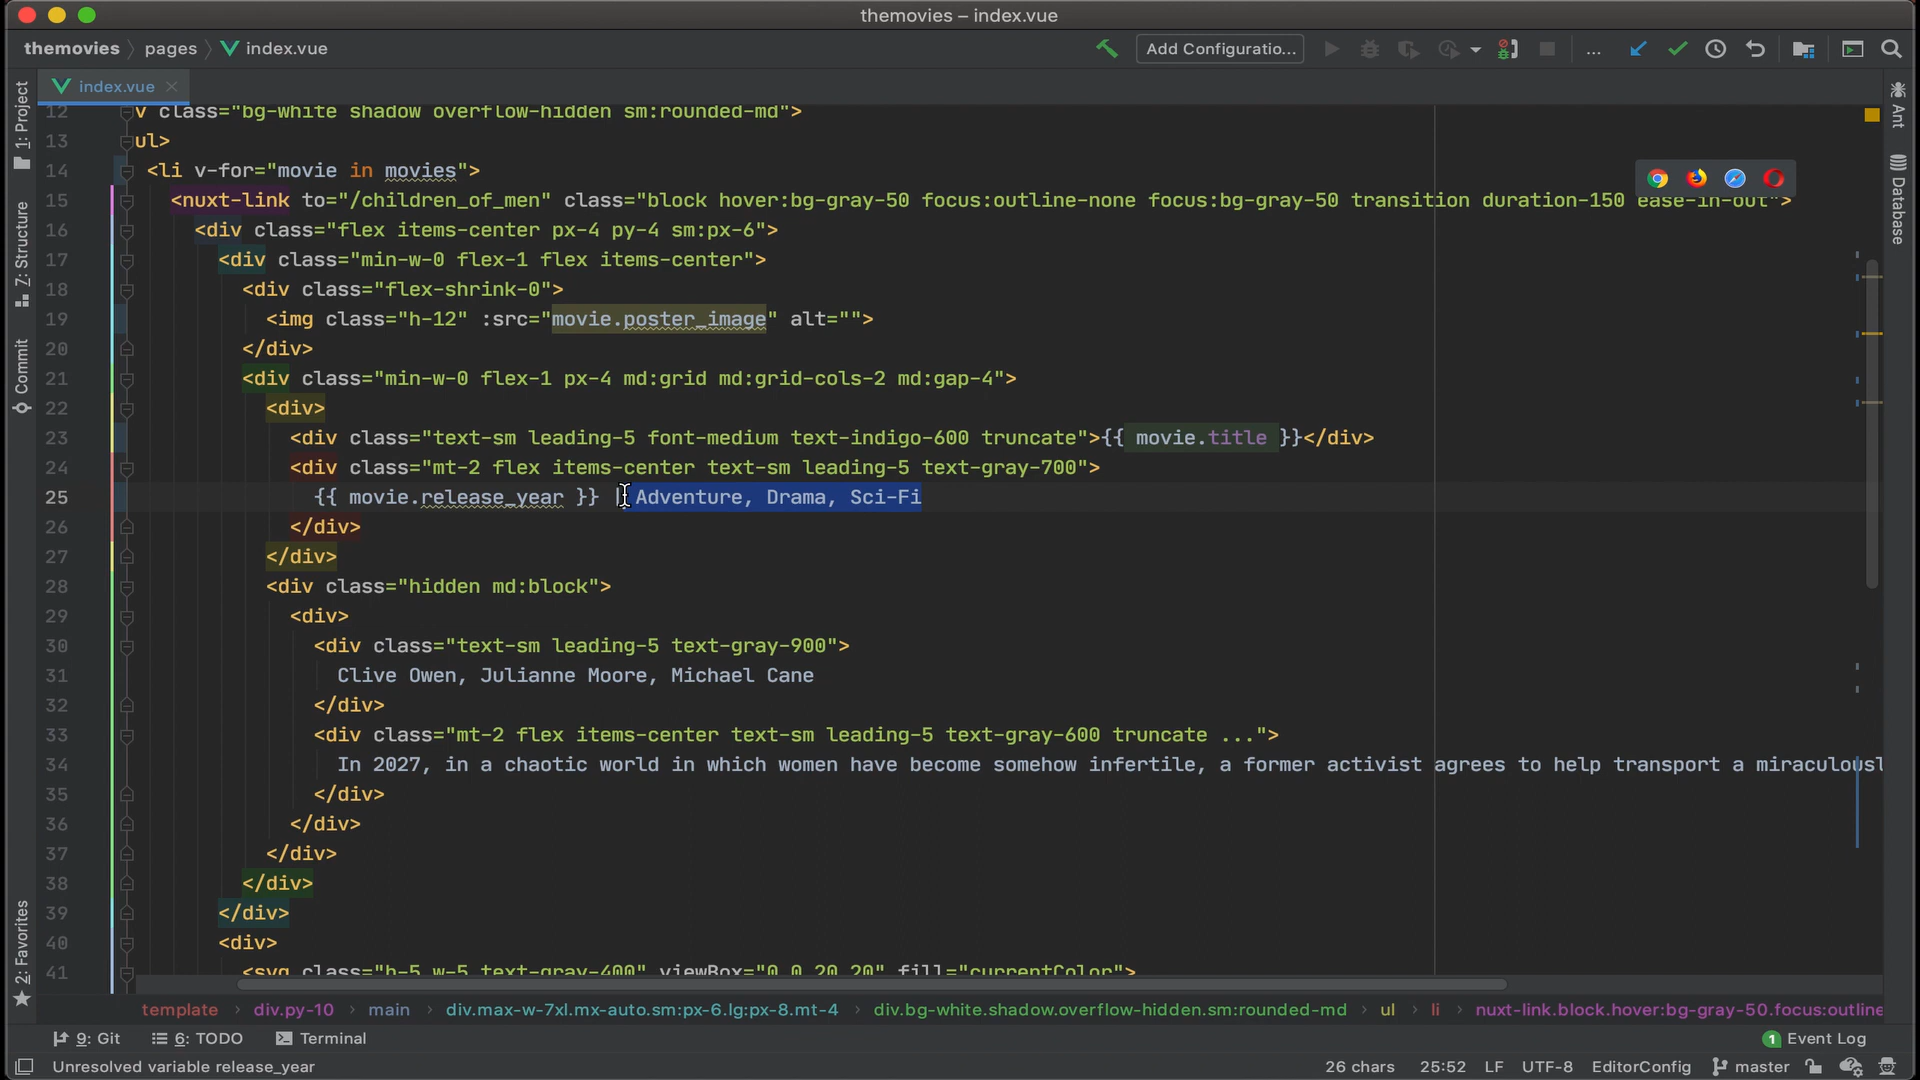 themovies – index.vue
themovies pages index.vue
Add Configuratio... ...
index.vue
1: Project
Z: Structure
Commit
2: Favorites
Ant
Database
12 v class="bg-white shadow overflow-hidden sm:rounded-md">
13 ul>
14 <li v-for="movie in movies">
15 <nuxt-link to="/children_of_men" class="block hover:bg-gray-50 focus:outline-none focus:bg-gray-50 transition duration-150 ease-in-out">
16 <div class="flex items-center px-4 py-4 sm:px-6">
17 <div class="min-w-0 flex-1 flex items-center">
18 <div class="flex-shrink-0">
19 <img class="h-12" :src="movie.poster_image" alt="">
20 </div>
21 <div class="min-w-0 flex-1 px-4 md:grid md:grid-cols-2 md:gap-4">
22 <div>
23 <div class="text-sm leading-5 font-medium text-indigo-600 truncate">{{ movie.title }}</div>
24 <div class="mt-2 flex items-center text-sm leading-5 text-gray-700">
25 {{ movie.release_year }} | Adventure, Drama, Sci-Fi
26 </div>
27 </div>
28 <div class="hidden md:block">
29 <div>
30 <div class="text-sm leading-5 text-gray-900">
31 Clive Owen, Julianne Moore, Michael Cane
32 </div>
33 <div class="mt-2 flex items-center text-sm leading-5 text-gray-600 truncate ...">
34 In 2027, in a chaotic world in which women have become somehow infertile, a former activist agrees to help transport a miraculousl
35 </div>
36 </div>
37 </div>
38 </div>
39 </div>
40 <div>
41 <svg class="h-5 w-5 text-gray-400" viewBox="0 0 20 20" fill="currentColor">
template div.py-10 main div.max-w-7xl.mx-auto.sm:px-6.lg:px-8.mt-4 div.bg-white.shadow.overflow-hidden.sm:rounded-md ul li nuxt-link.block.hover:bg-gray-50.focus:outline
9: Git 6: TODO Terminal 1 Event Log
Unresolved variable release_year 26 chars 25:52 LF UTF-8 EditorConfig master